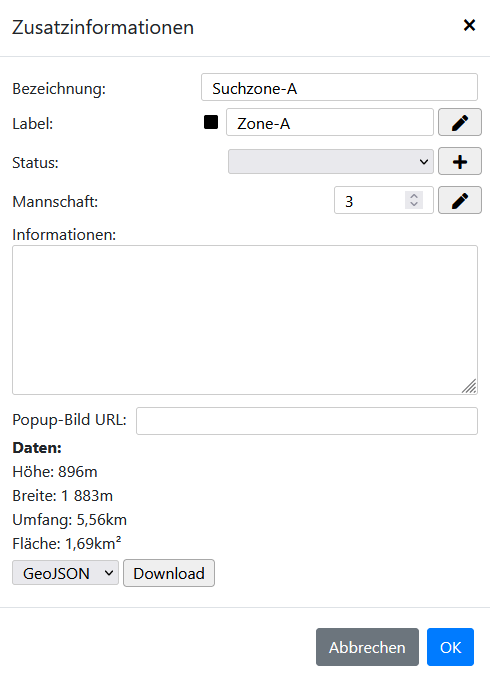 Zusatzinformationen
Bezeichnung: Suchzone-A
Label: Zone-A
Status:
Mannschaft: 3
Informationen:
Popup-Bild URL:
Daten:
Höhe: 896m
Breite: 1 883m
Umfang: 5,56km
Fläche: 1,69km²
GeoJSON Download
Abbrechen OK